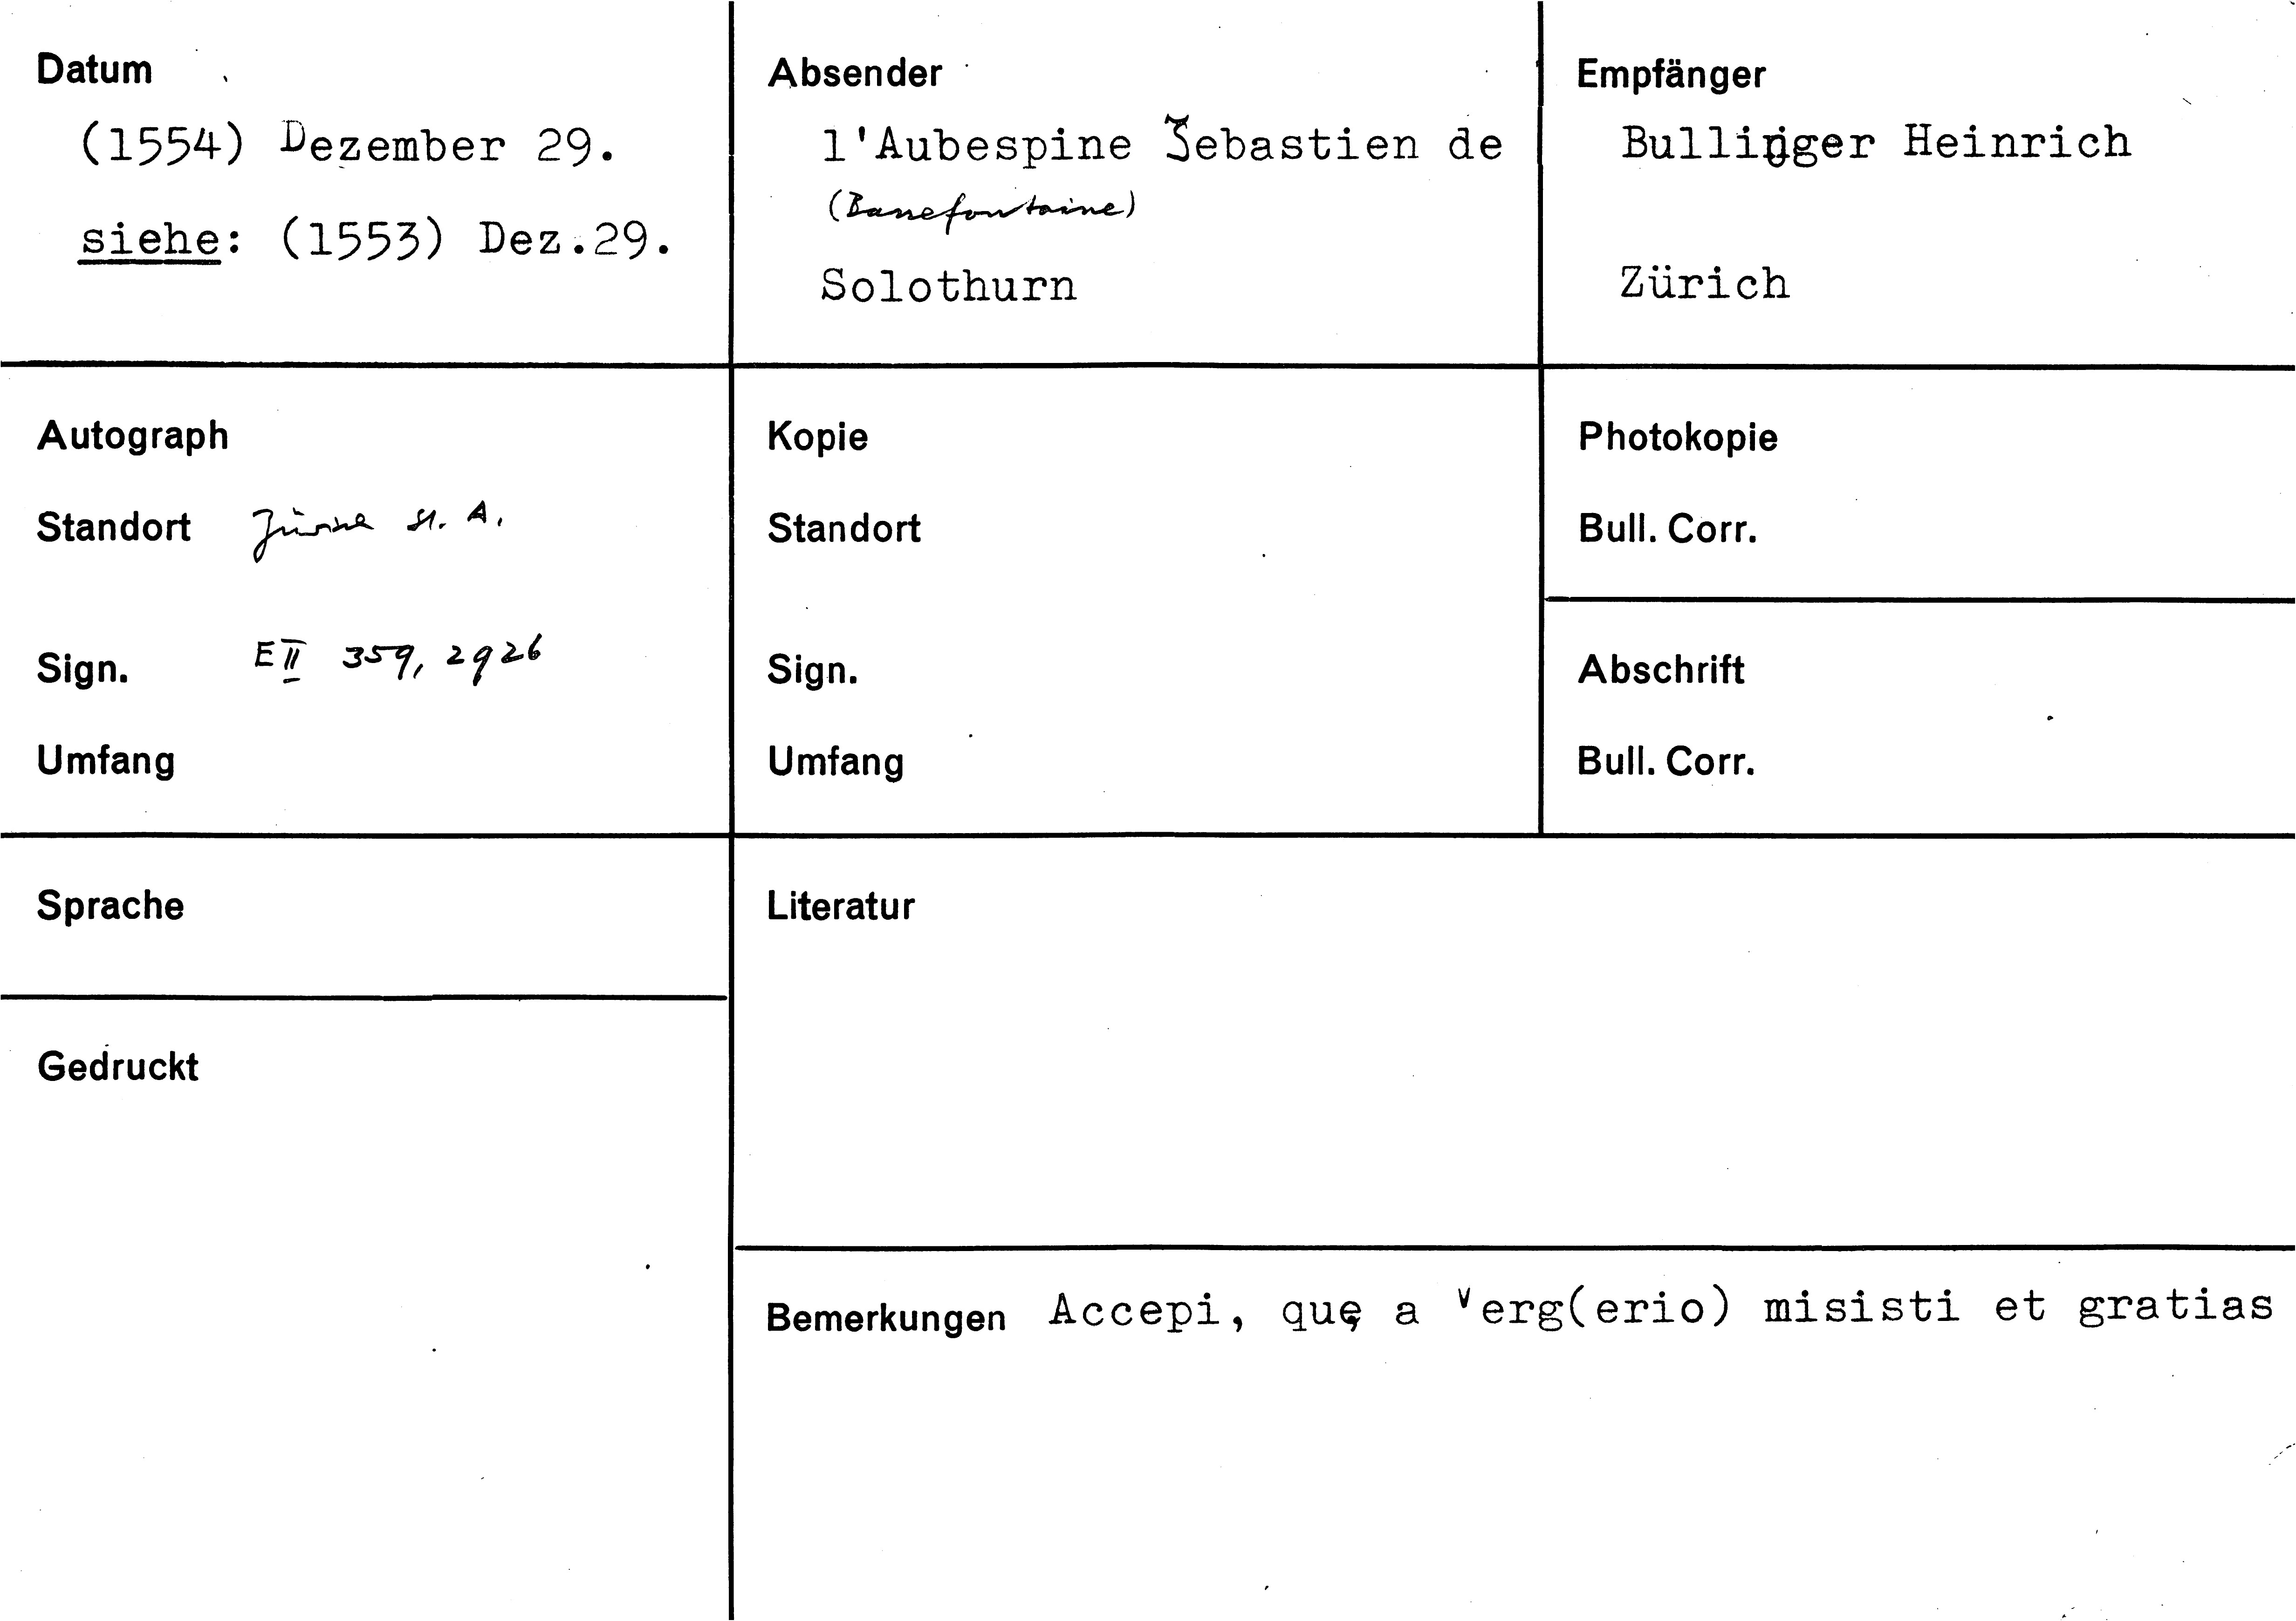 Datum
(1554) Dezember 29.
siehe: (1553) Dez.29.
Absender
l'Aubespine Sebastien de
(Bassefontaine)
Solothurn
Empfänger
Bullinger Heinrich
Zürich
Autograph
Standort Zürich St. A.
Sign. E II 359, 2926
Umfang
Kopie
Standort
Sign.
Umfang
Photokopie
Bull. Corr.
Abschrift
Bull. Corr.
Sprache
Gedruckt
Literatur
Bemerkungen Accepi, quę a Verg(erio) misisti et gratias